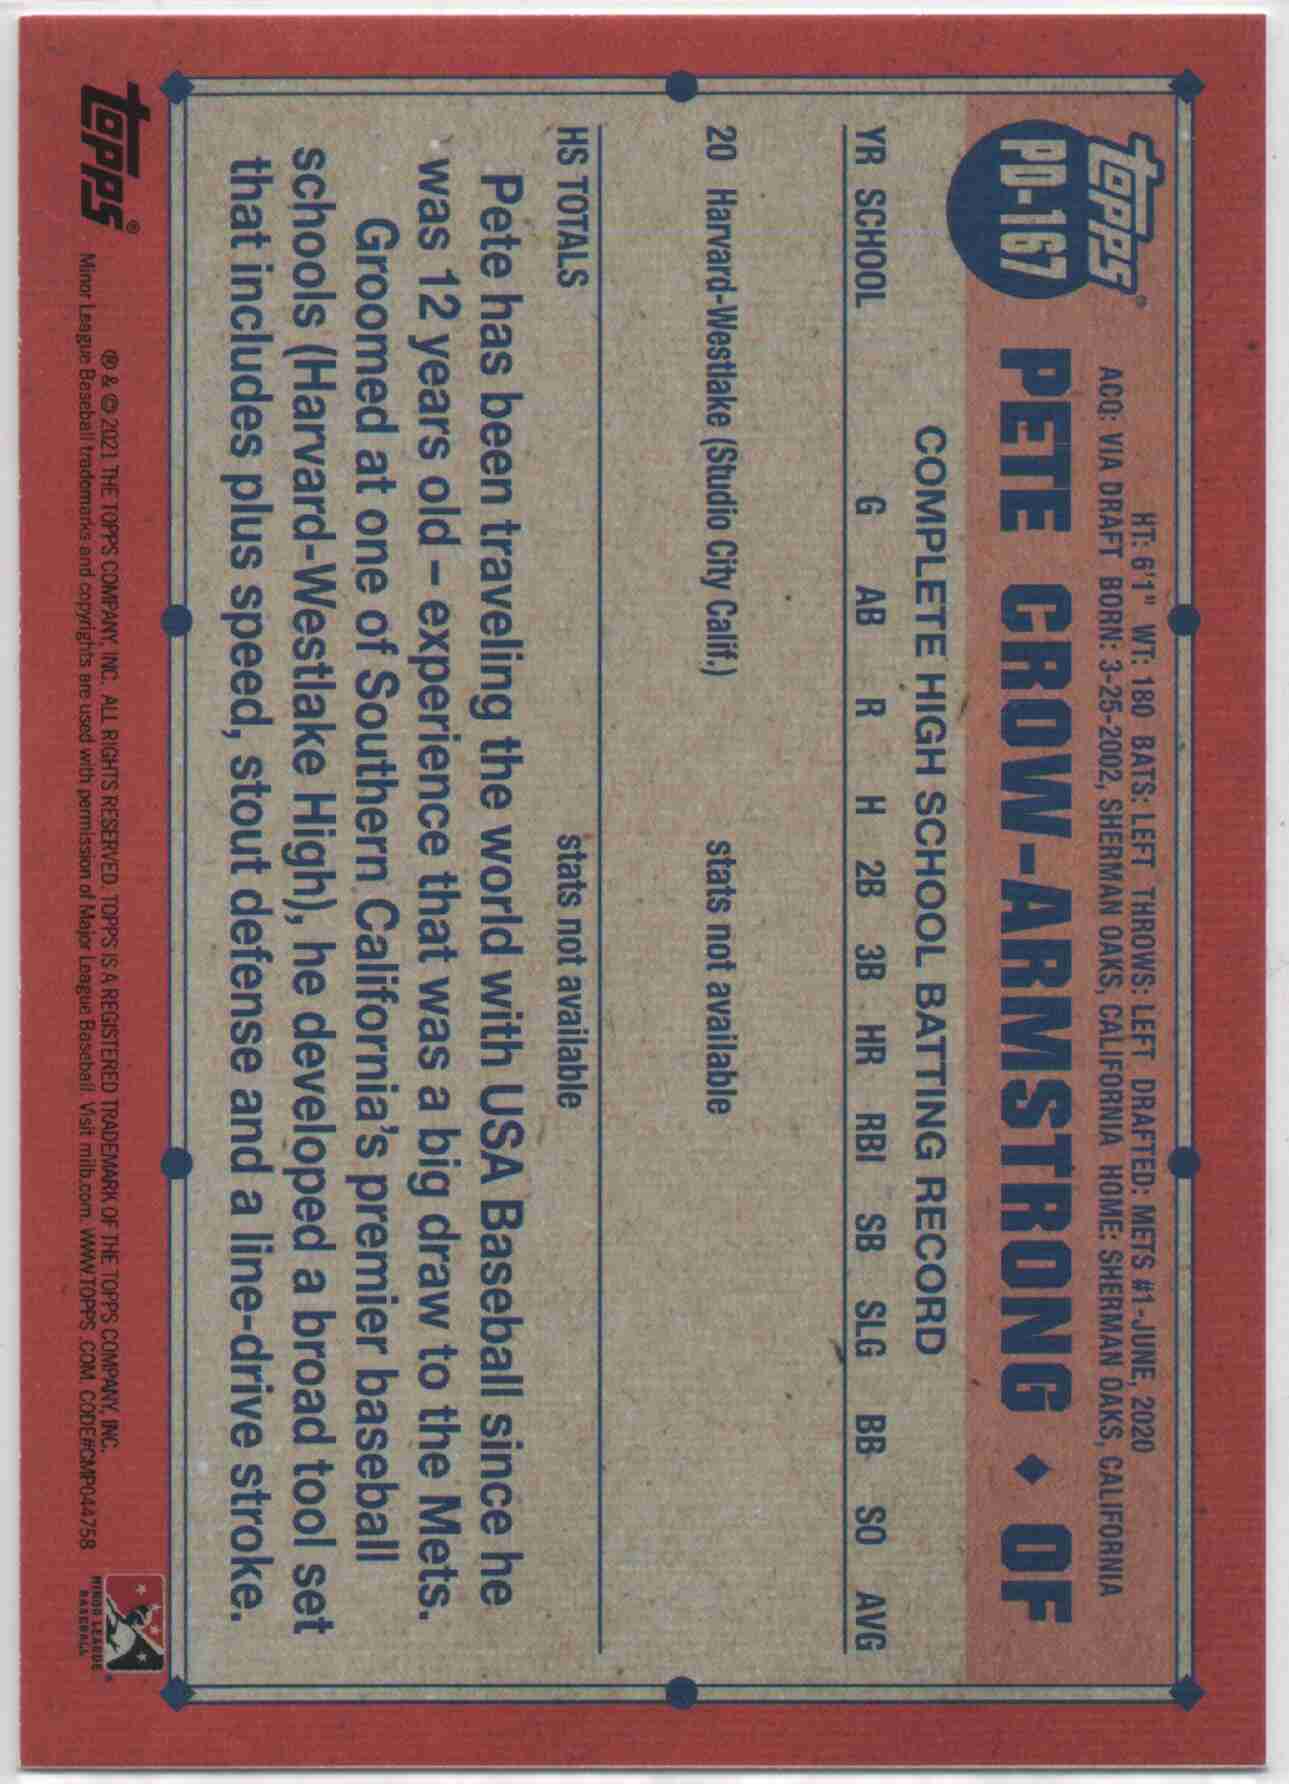 topps®
HT: 6'1" WT: 180 BATS: LEFT THROWS: LEFT DRAFTED: METS #1-JUNE, 2020
ACQ: VIA DRAFT BORN: 3-25-2002, SHERMAN OAKS, CALIFORNIA HOME: SHERMAN OAKS, CALIFORNIA
PD-167 PETE CROW-ARMSTRONG ◆ OF
COMPLETE HIGH SCHOOL BATTING RECORD
YR SCHOOL G AB R H 2B 3B HR RBI SB SLG BB SO AVG
20 Harvard-Westlake (Studio City Calif.) stats not available
HS TOTALS stats not available
Pete has been traveling the world with USA Baseball since he
was 12 years old – experience that was a big draw to the Mets.
Groomed at one of Southern California's premier baseball
schools (Harvard-Westlake High), he developed a broad tool set
that includes plus speed, stout defense and a line-drive stroke.
topps®
® & © 2021 THE TOPPS COMPANY, INC. ALL RIGHTS RESERVED. TOPPS IS A REGISTERED TRADEMARK OF THE TOPPS COMPANY, INC.
Minor League Baseball trademarks and copyrights are used with permission of Major League Baseball. Visit milb.com. WWW.TOPPS.COM. CODE#CMP044758
MINOR LEAGUE
BASEBALL